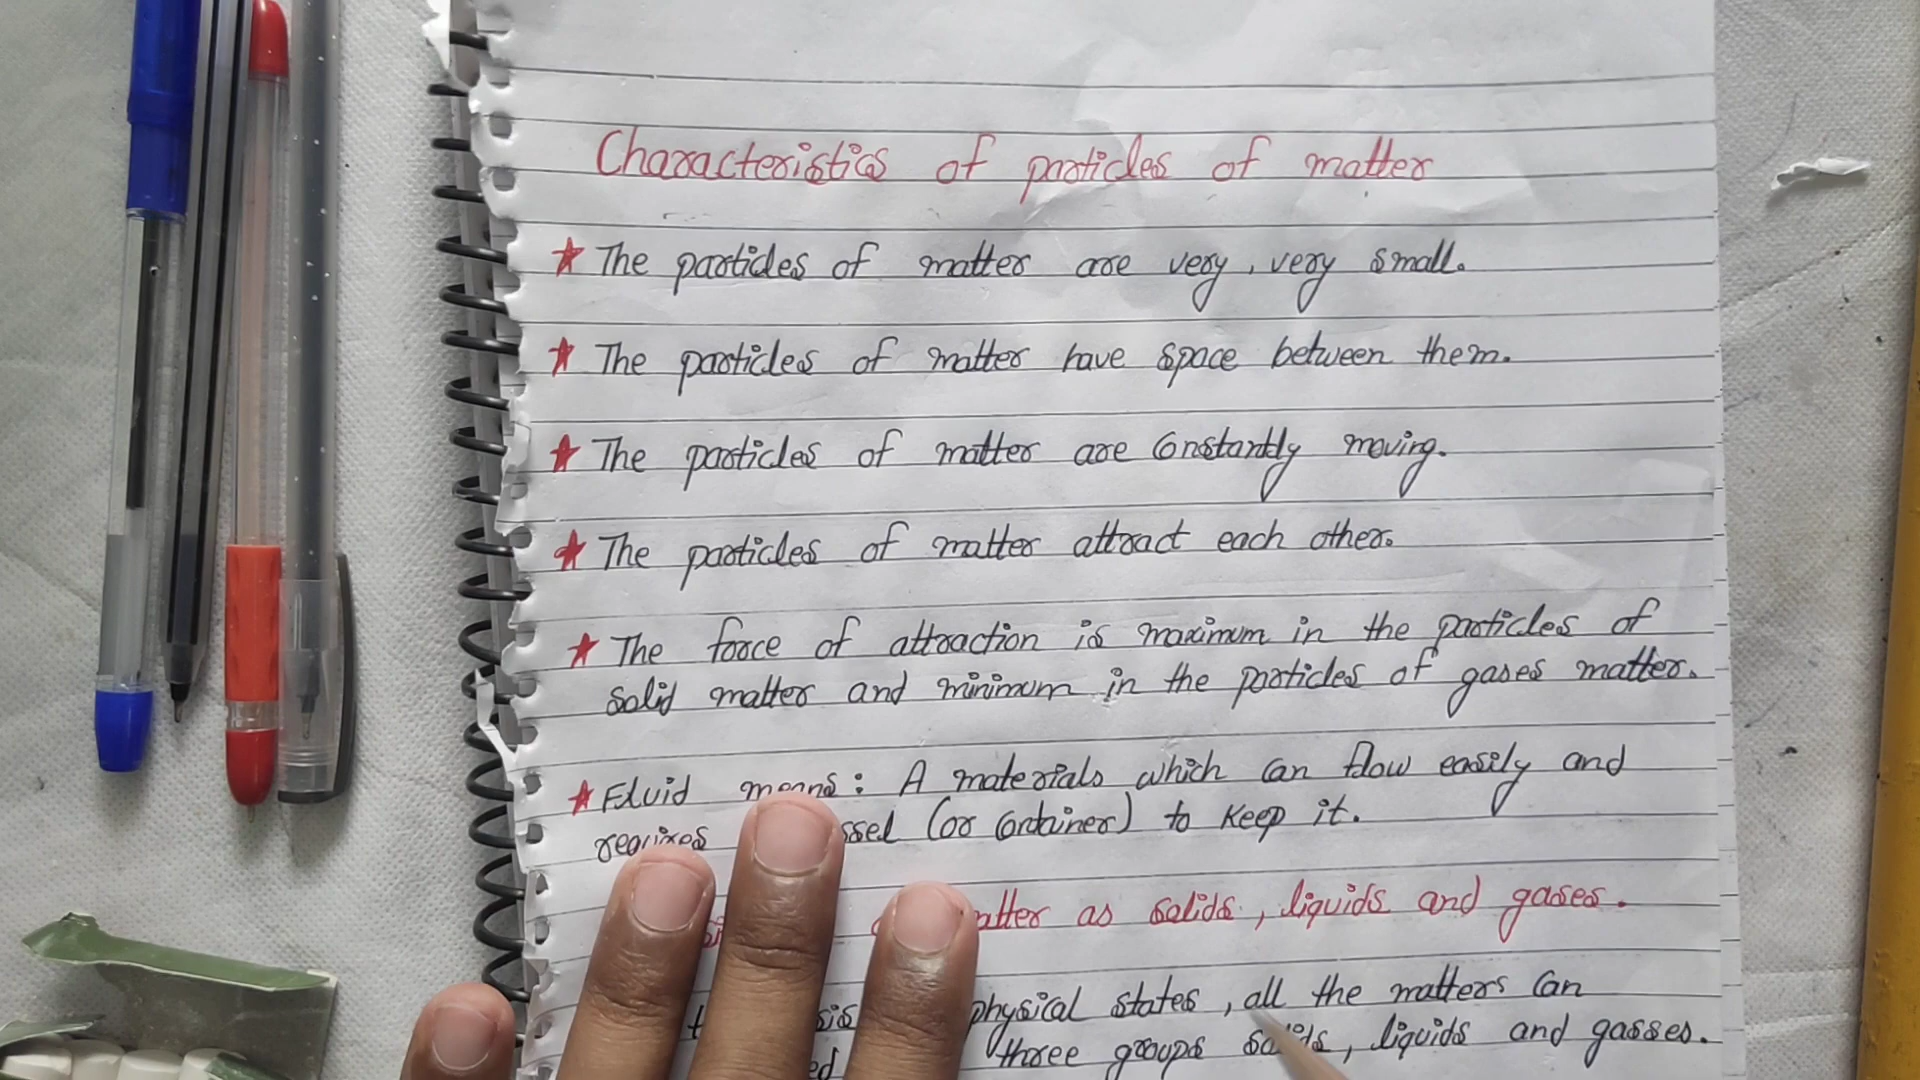 Characteristics of particles of matter
The particles of matter are very, very small.
The particles of matter have space between them.
The particles of matter are constantly moving.
The particles of matter attract each other.
The force of attraction is maximum in the particles of
solid matter and minimum in the particles of gases matter.
Fluid means: A materials which can flow easily and
requires (or container) to keep it.
as solids, liquids and gases.
physical states, all the matters can
three groups solids, liquids and gasses.